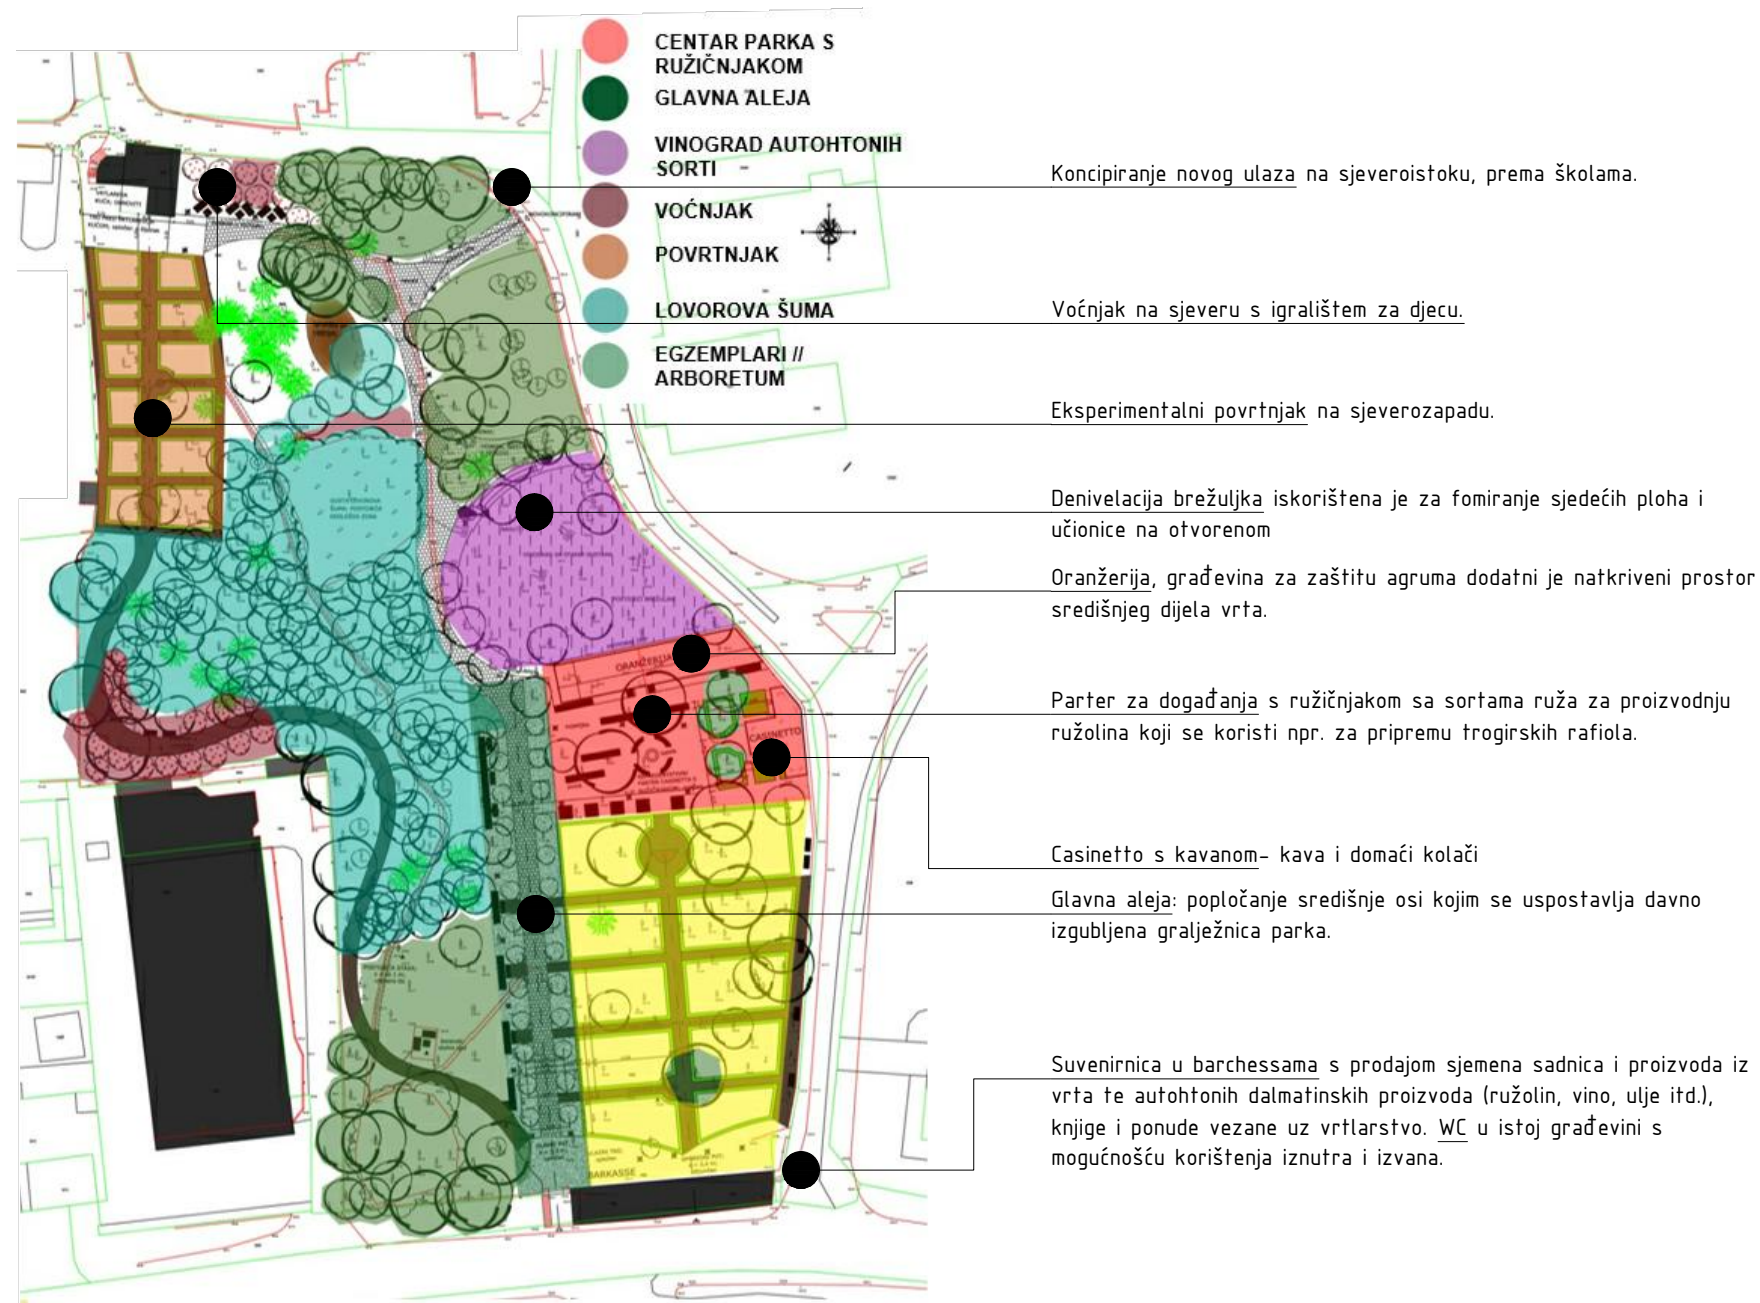 CENTAR PARKA S
RUŽIČNJAKOM
GLAVNA ALEJA
VINOGRAD AUTOHTONIH
SORTI
VOĆNJAK
POVRTNJAK
LOVOROVA ŠUMA
EGZEMPLARI //
ARBORETUM
Koncipiranje novog ulaza na sjeveroistoku, prema školama.
Voćnjak na sjeveru s igralištem za djecu.
Eksperimentalni povrtnjak na sjeverozapadu.
Denivelacija brežuljka iskorištena je za fomiranje sjedećih ploha i
učionice na otvorenom
Oranžerija, građevina za zaštitu agruma dodatni je natkriveni prostor
središnjeg dijela vrta.
Parter za događanja s ružičnjakom sa sortama ruža za proizvodnju
ružolina koji se koristi npr. za pripremu trogirskih rafiola.
Casinetto s kavanom- kava i domaći kolači
Glavna aleja: popločanje središnje osi kojim se uspostavlja davno
izgubljena gralježnica parka.
Suvenirnica u barchessama s prodajom sjemena sadnica i proizvoda iz
vrta te autohtonih dalmatinskih proizvoda (ružolin, vino, ulje itd.),
knjige i ponude vezane uz vrtlarstvo. WC u istoj građevini s
mogućnošću korištenja iznutra i izvana.
ORANŽERIJA
CASINETTO
BARKASSE